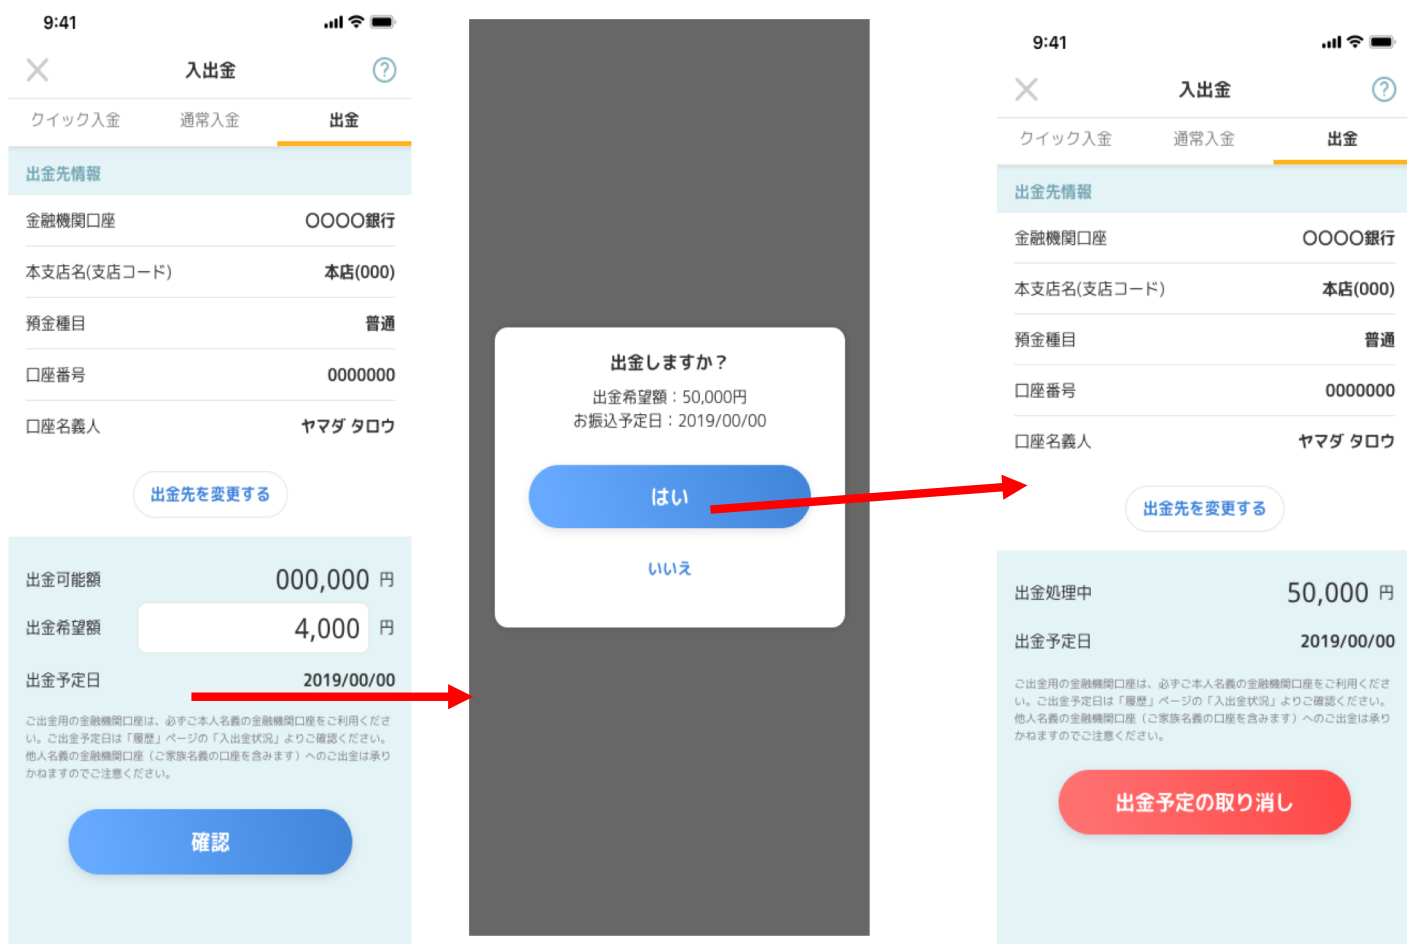 9:41
入出金
クイック入金 通常入金 出金
出金先情報
金融機関口座 〇〇〇〇銀行
本支店名(支店コード) 本店(000)
預金種目 普通
口座番号 0000000
口座名義人 ヤマダ タロウ
出金先を変更する
出金可能額 000,000 円
出金希望額 4,000 円
出金予定日 2019/00/00
ご出金用の金融機関口座は、必ずご本人名義の金融機関口座をご利用くださ
い。ご出金予定日は「履歴」ページの「入出金状況」よりご確認ください。
他人名義の金融機関口座（ご家族名義の口座を含みます）へのご出金は承り
かねますのでご注意ください。
確認
出金しますか？
出金希望額：50,000円
お振込予定日：2019/00/00
はい
いいえ
9:41
入出金
クイック入金 通常入金 出金
出金先情報
金融機関口座 〇〇〇〇銀行
本支店名(支店コード) 本店(000)
預金種目 普通
口座番号 0000000
口座名義人 ヤマダ タロウ
出金先を変更する
出金処理中 50,000 円
出金予定日 2019/00/00
ご出金用の金融機関口座は、必ずご本人名義の金融機関口座をご利用くださ
い。ご出金予定日は「履歴」ページの「入出金状況」よりご確認ください。
他人名義の金融機関口座（ご家族名義の口座を含みます）へのご出金は承り
かねますのでご注意ください。
出金予定の取り消し